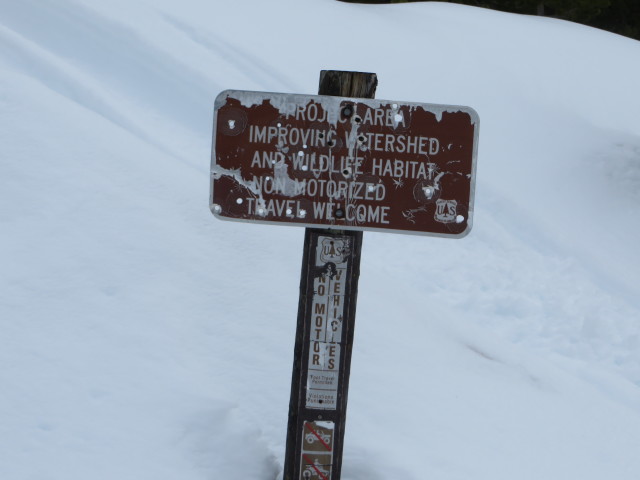 PROJECT AREA
IMPROVING WATERSHED
AND WILDLIFE HABITAT
NON MOTORIZED
TRAVEL WELCOME
U S
U S
NO MOTOR
VEHICLES